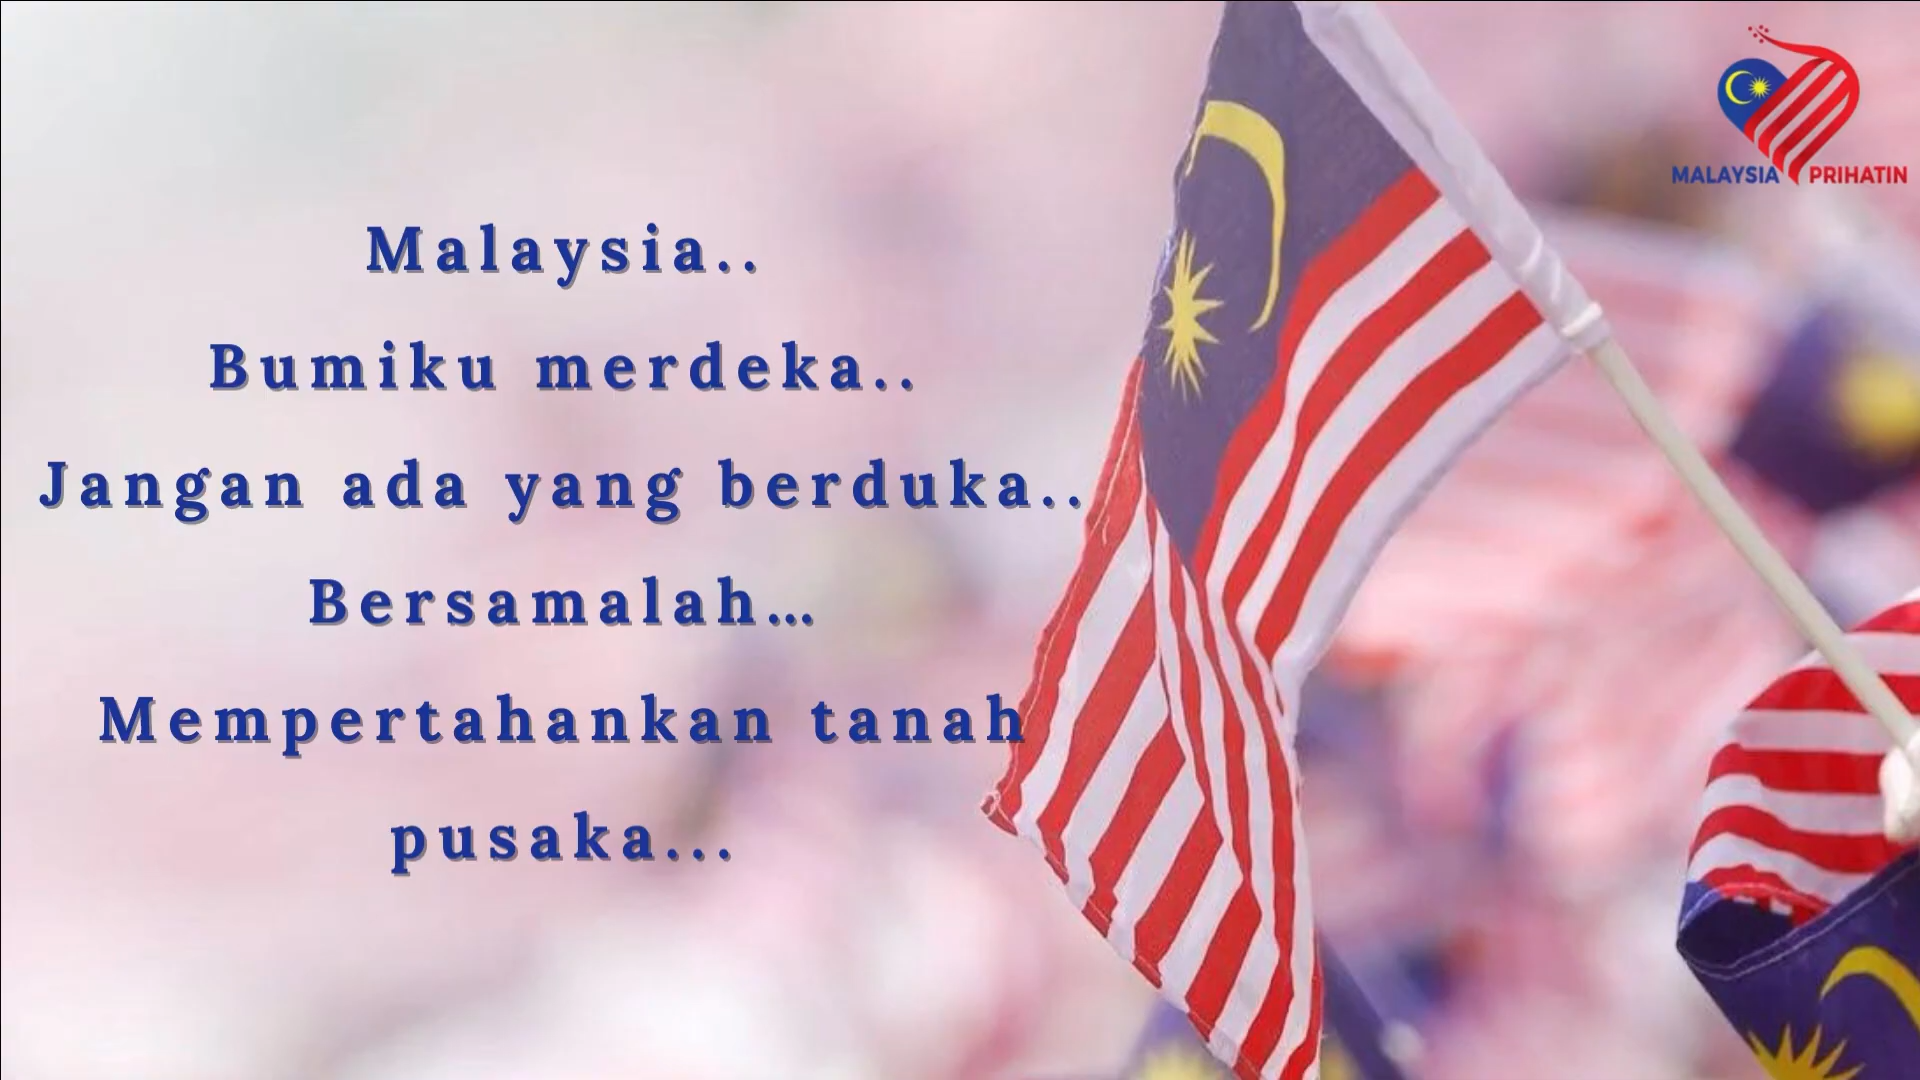 MALAYSIA PRIHATIN
Malaysia..
Bumiku merdeka..
Jangan ada yang berduka..
Bersamalah...
Mempertahankan tanah
pusaka...